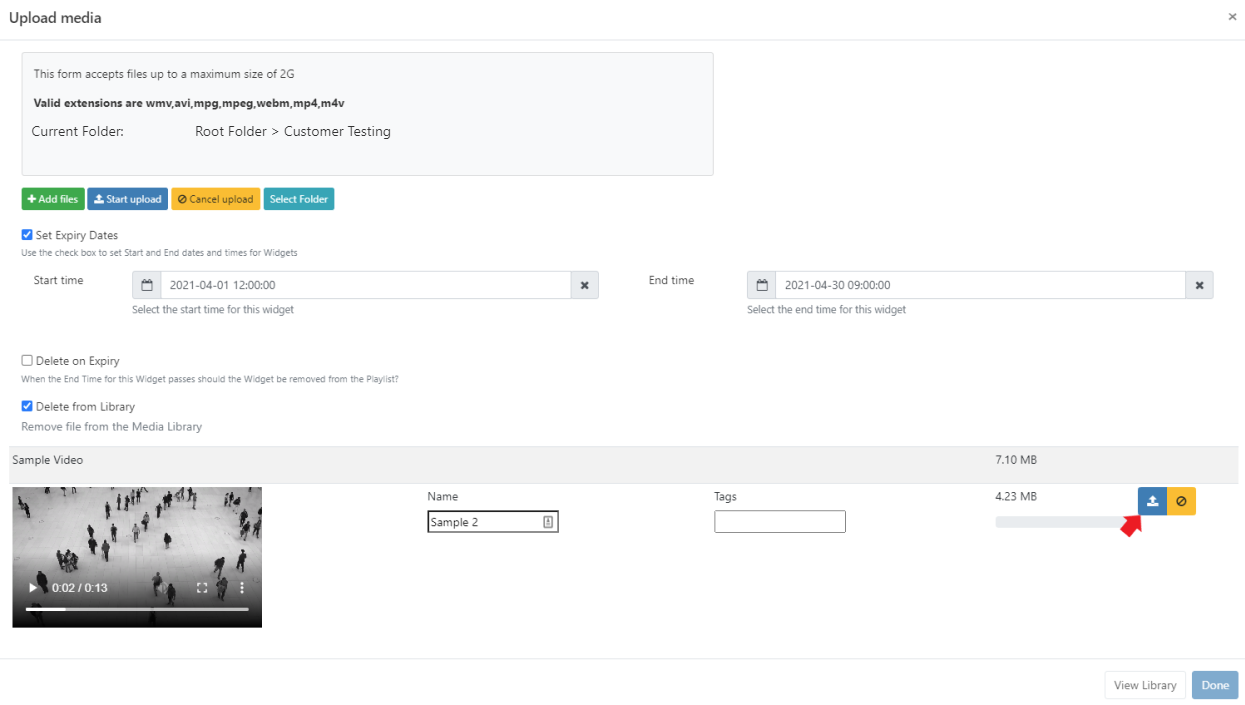 Upload media
×
This form accepts files up to a maximum size of 2G
Valid extensions are wmv,avi,mpg,mpeg,webm,mp4,m4v
Current Folder: Root Folder > Customer Testing
Add files Start upload Cancel upload Select Folder
Set Expiry Dates
Use the check box to set Start and End dates and times for Widgets
Start time 2021-04-01 12:00:00 End time 2021-04-30 09:00:00
Select the start time for this widget Select the end time for this widget
Delete on Expiry
When the End Time for this Widget passes should the Widget be removed from the Playlist?
Delete from Library
Remove file from the Media Library
Sample Video 7.10 MB
Name Tags 4.23 MB
Sample 2
0:02 / 0:13
View Library Done